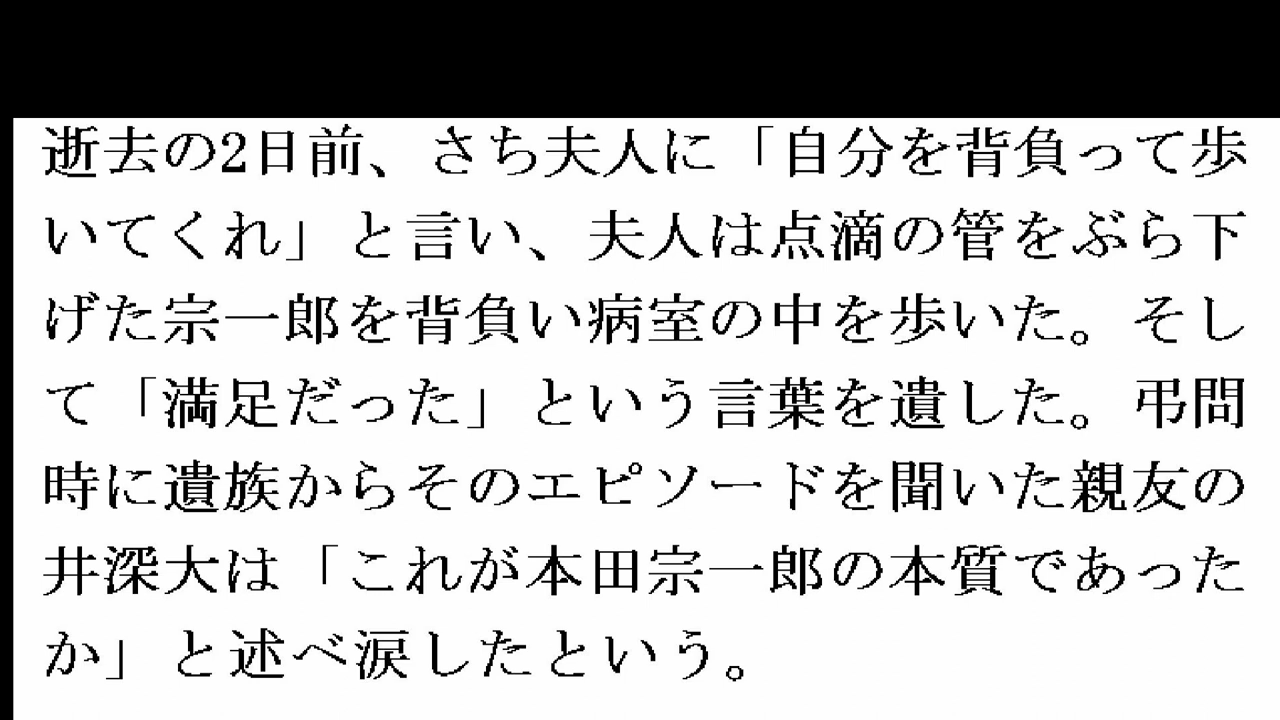 逝去の2日前、さち夫人に「自分を背負って歩
いてくれ」と言い、夫人は点滴の管をぶら下
げた宗一郎を背負い病室の中を歩いた。そし
て「満足だった」という言葉を遺した。弔問
時に遺族からそのエピソードを聞いた親友の
井深大は「これが本田宗一郎の本質であった
か」と述べ涙したという。